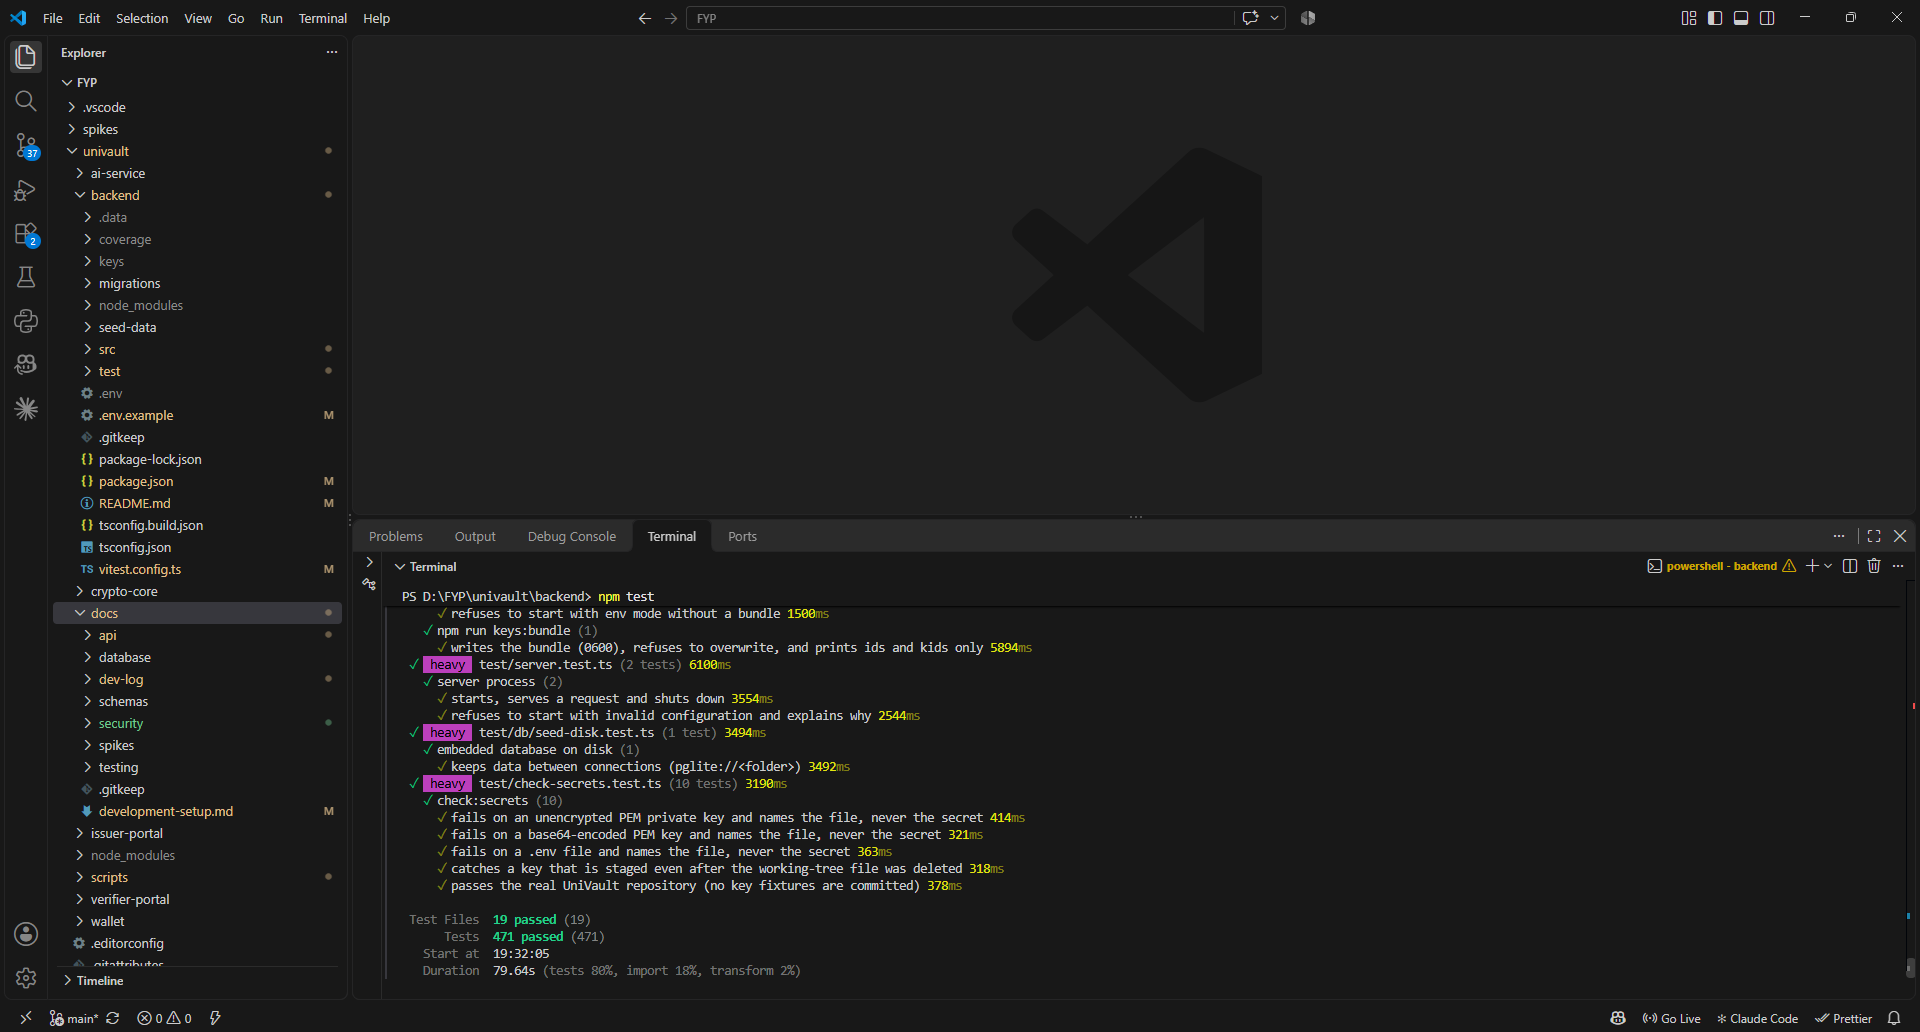 File Edit Selection View Go Run Terminal Help
FYP
Explorer
FYP
.vscode
spikes
37
univault
ai-service
backend
.data
2
coverage
keys
migrations
node_modules
seed-data
src
test
.env
.env.example M
.gitkeep
{} package-lock.json
{} package.json M
README.md M
{} tsconfig.build.json
TS tsconfig.json
TS vitest.config.ts M
crypto-core
docs
api
database
dev-log
schemas
security
spikes
testing
.gitkeep
development-setup.md M
issuer-portal
node_modules
scripts
verifier-portal
wallet
.editorconfig
.gitattributes
Timeline
Problems Output Debug Console Terminal Ports
Terminal
powershell - backend
PS D:\FYP\univault\backend> npm test
✓ refuses to start with env mode without a bundle 1500ms
✓ npm run keys:bundle (1)
✓ writes the bundle (0600), refuses to overwrite, and prints ids and kids only 5894ms
✓ heavy test/server.test.ts (2 tests) 6100ms
✓ server process (2)
✓ starts, serves a request and shuts down 3554ms
✓ refuses to start with invalid configuration and explains why 2544ms
✓ heavy test/db/seed-disk.test.ts (1 test) 3494ms
✓ embedded database on disk (1)
✓ keeps data between connections (pglite://<folder>) 3492ms
✓ heavy test/check-secrets.test.ts (10 tests) 3190ms
✓ check:secrets (10)
✓ fails on an unencrypted PEM private key and names the file, never the secret 414ms
✓ fails on a base64-encoded PEM key and names the file, never the secret 321ms
✓ fails on a .env file and names the file, never the secret 363ms
✓ catches a key that is staged even after the working-tree file was deleted 318ms
✓ passes the real UniVault repository (no key fixtures are committed) 378ms
Test Files 19 passed (19)
Tests 471 passed (471)
Start at 19:32:05
Duration 79.64s (tests 80%, import 18%, transform 2%)
main* 0 0 Go Live Claude Code Prettier